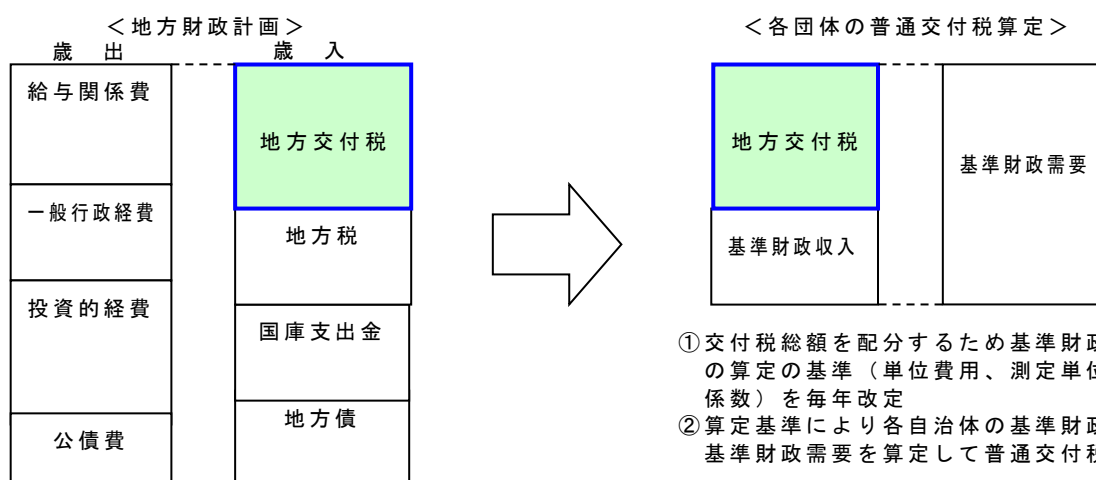 ＜地方財政計画＞
歳　出
歳　入
給与関係費
一般行政経費
投資的経費
公債費
地方交付税
地方税
国庫支出金
地方債
＜各団体の普通交付税算定＞
地方交付税
基準財政収入
基準財政需要
①交付税総額を配分するため基準財政
の算定の基準（単位費用、測定単位
係数）を毎年改定
②算定基準により各自治体の基準財政
基準財政需要を算定して普通交付税